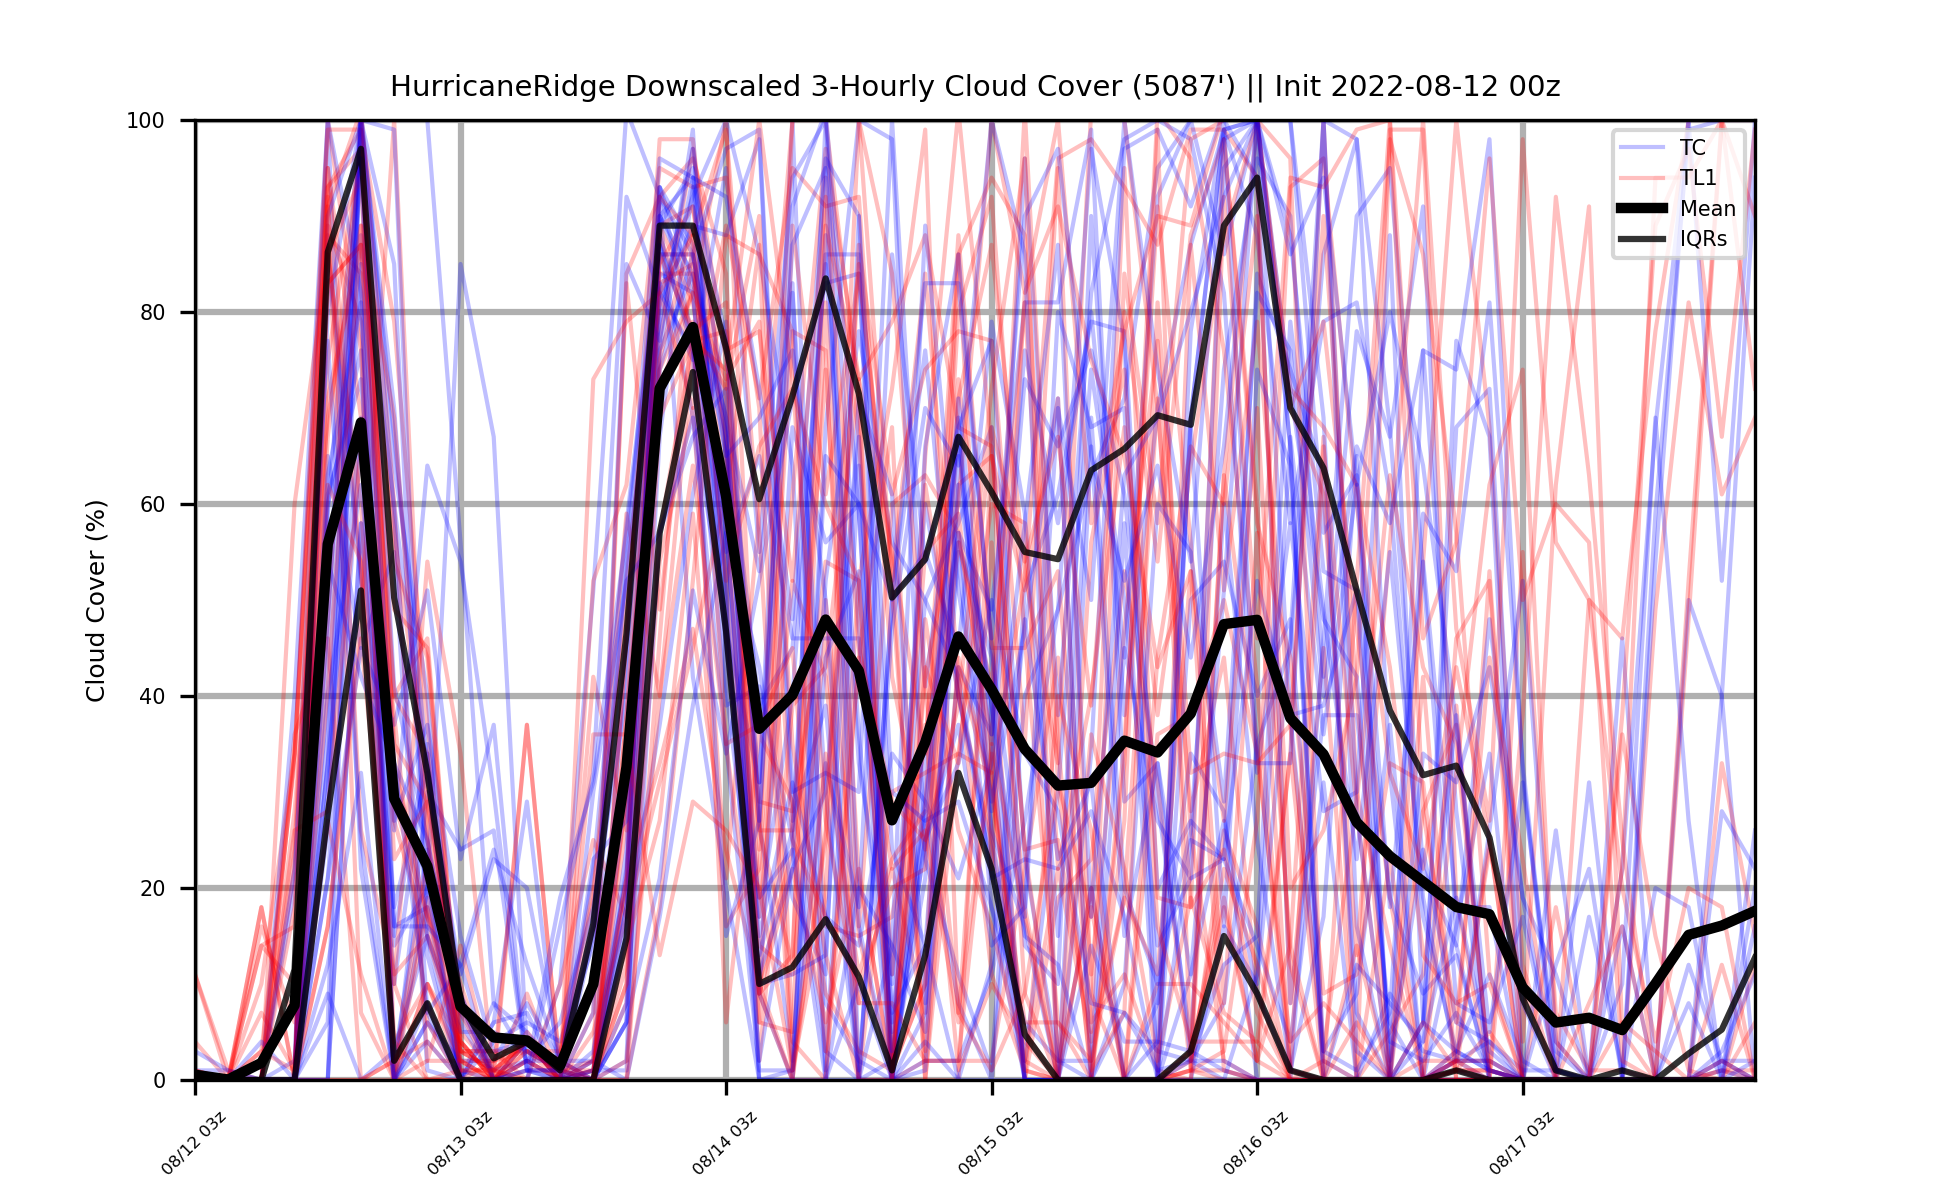 HurricaneRidge Downscaled 3-Hourly Cloud Cover (5087') || Init 2022-08-12 00z
Cloud Cover (%)
100
80
60
40
20
0
TC
TL1
Mean
IQRs
08/12 03z
08/13 03z
08/14 03z
08/15 03z
08/16 03z
08/17 03z